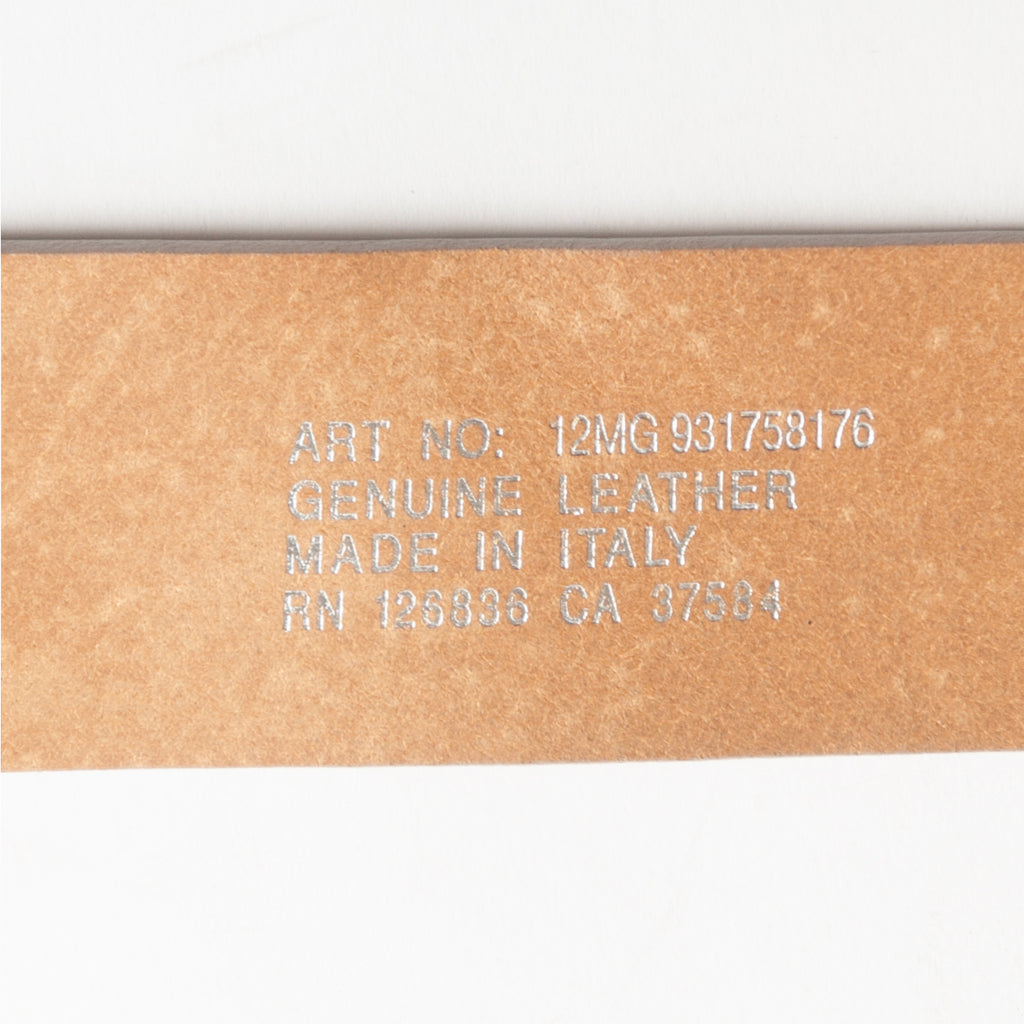 ART NO: 12MG 931758176
GENUINE LEATHER
MADE IN ITALY
RN 126836 CA 37584